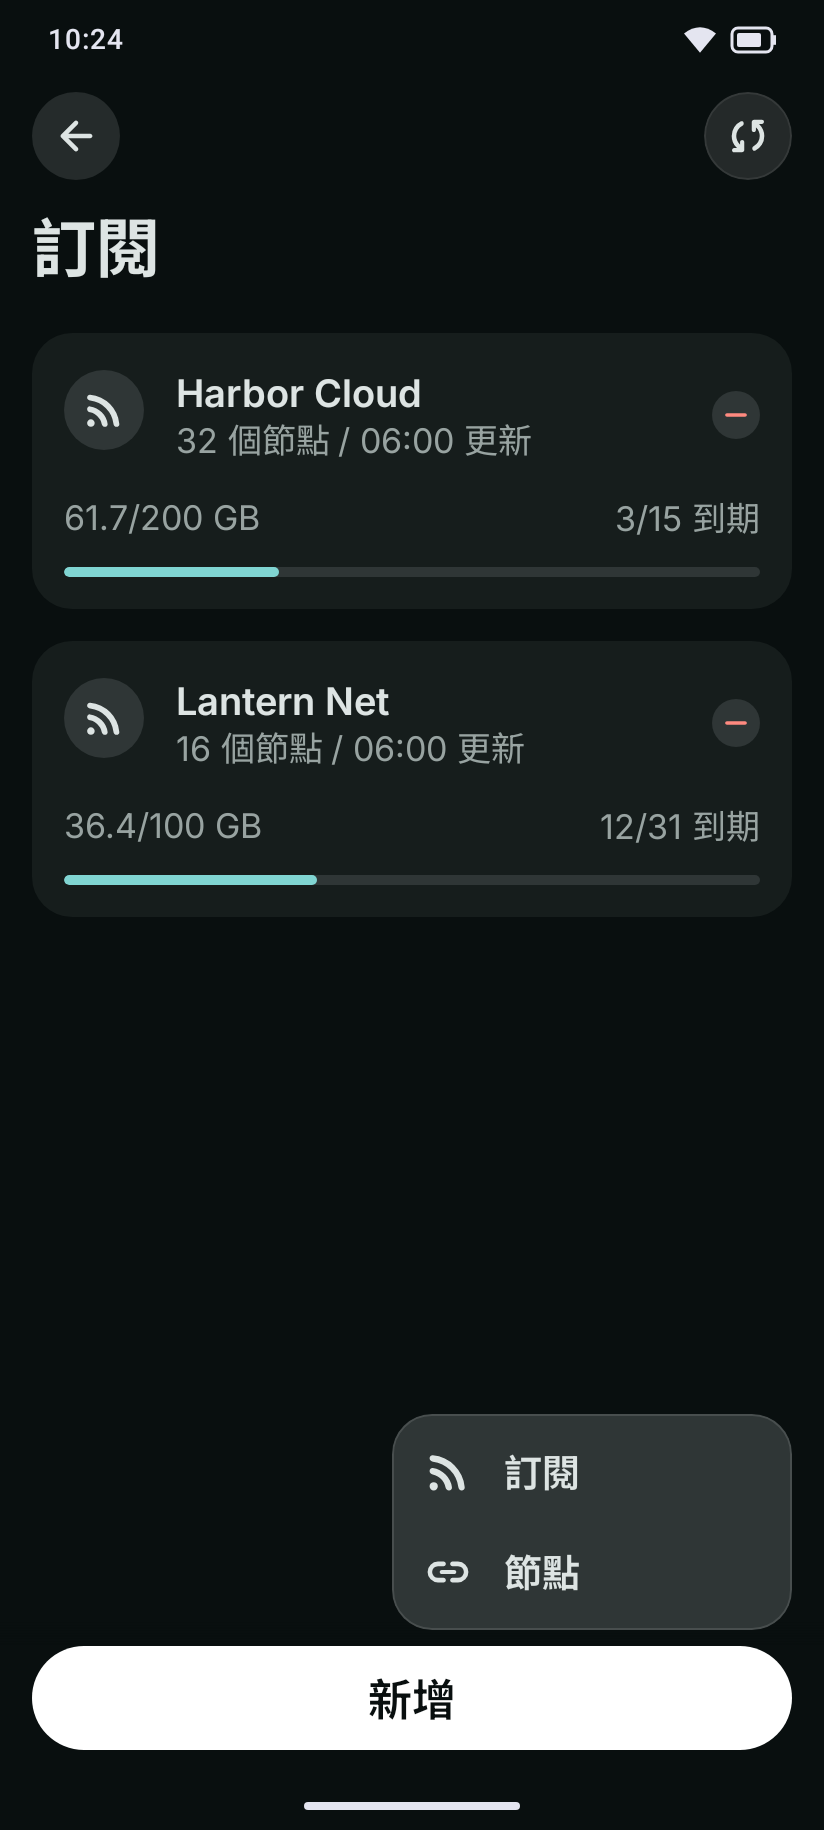 10:24
訂閱
Harbor Cloud
32 個節點 / 06:00 更新
61.7/200 GB
3/15 到期
Lantern Net
16 個節點 / 06:00 更新
36.4/100 GB
12/31 到期
訂閱
節點
新增